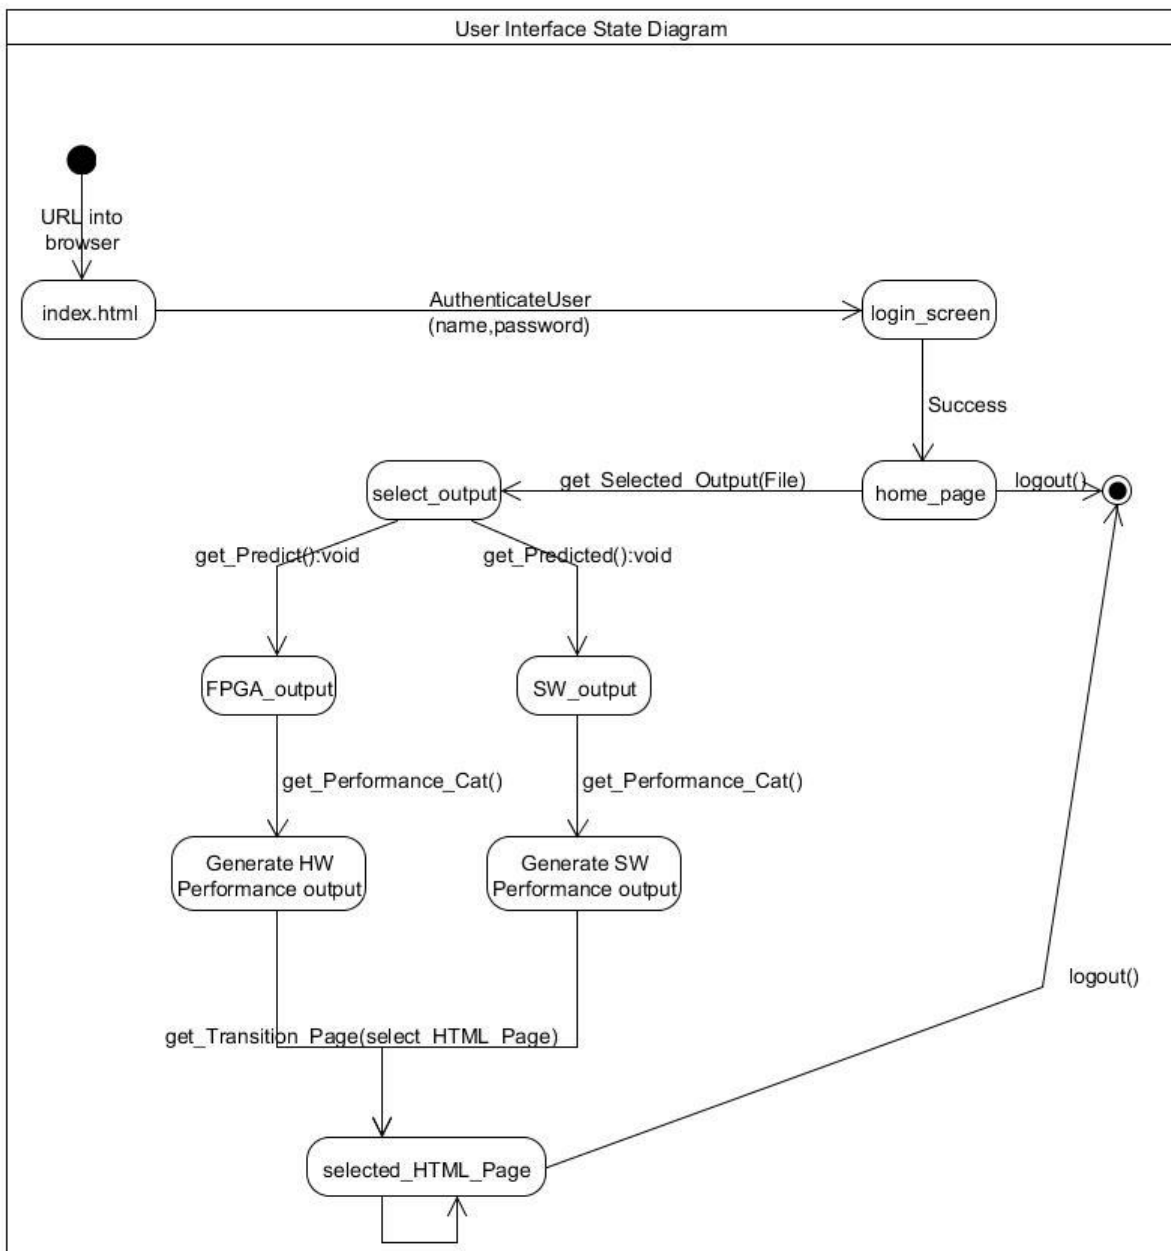 User Interface State Diagram
URL into
browser
index.html
AuthenticateUser
(name,password)
login_screen
Success
select_output
get_Selected_Output(File)
home_page
logout()
get_Predict():void
get_Predicted():void
FPGA_output
SW_output
get_Performance_Cat()
get_Performance_Cat()
Generate HW
Performance output
Generate SW
Performance output
logout()
get_Transition_Page(select_HTML_Page)
selected_HTML_Page